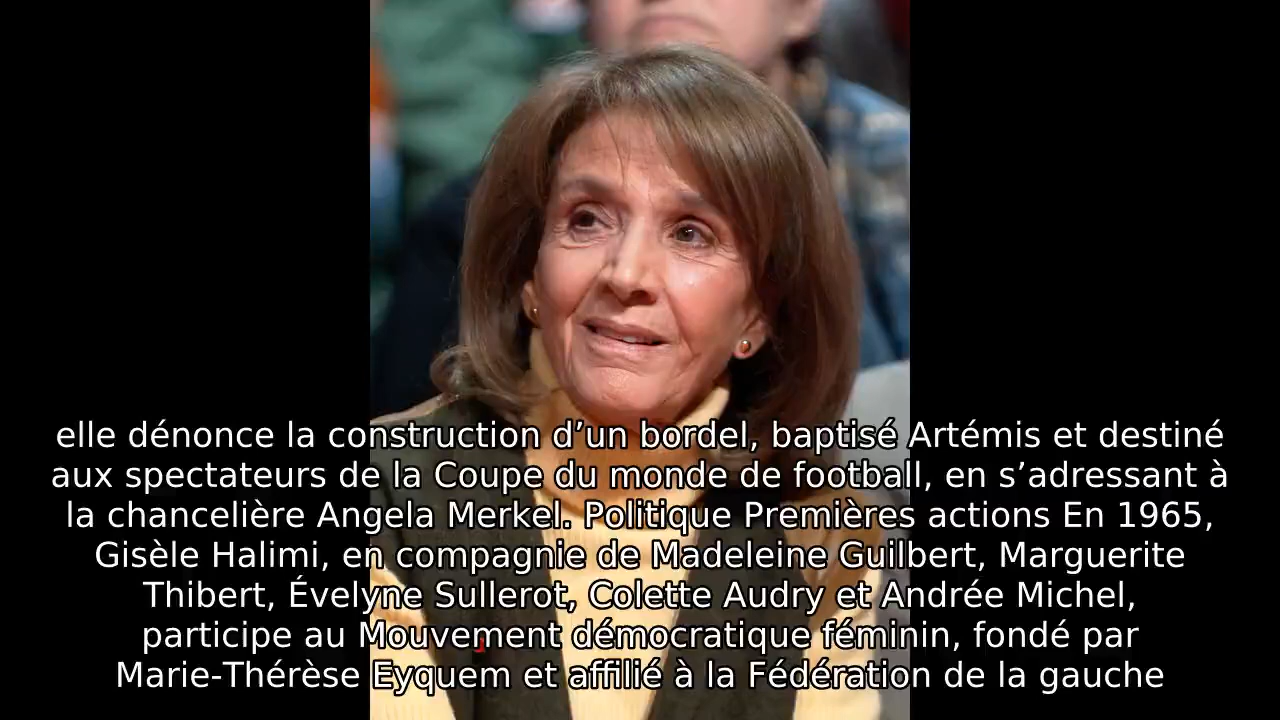 elle dénonce la construction d’un bordel, baptisé Artémis et destiné
aux spectateurs de la Coupe du monde de football, en s’adressant à
la chancelière Angela Merkel. Politique Premières actions En 1965,
Gisèle Halimi, en compagnie de Madeleine Guilbert, Marguerite
Thibert, Évelyne Sullerot, Colette Audry et Andrée Michel,
participe au Mouvement démocratique féminin, fondé par
Marie-Thérèse Eyquem et affilié à la Fédération de la gauche